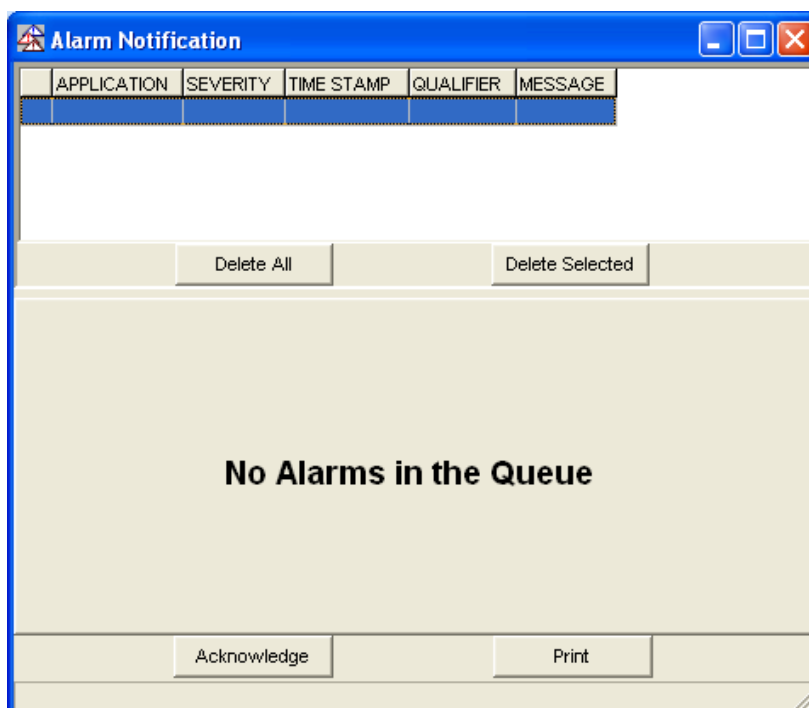 Alarm Notification
APPLICATION SEVERITY TIME STAMP QUALIFIER MESSAGE
Delete All Delete Selected
No Alarms in the Queue
Acknowledge Print